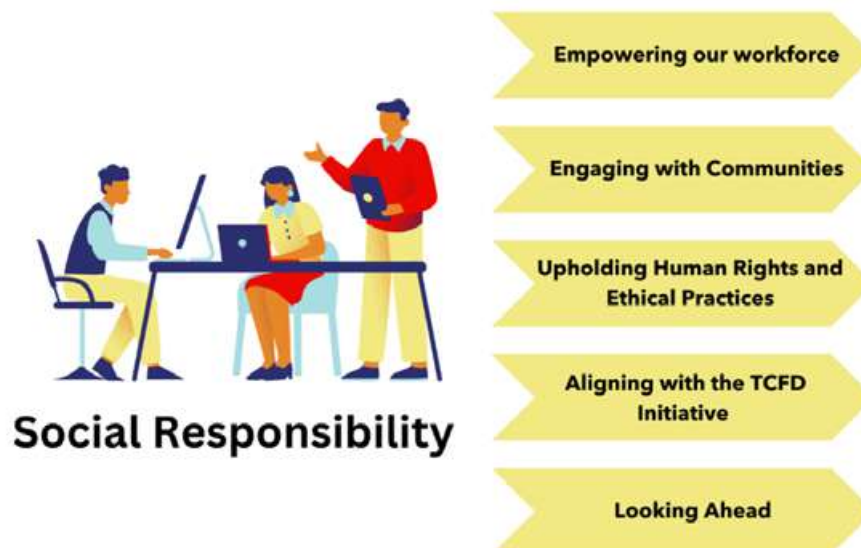 Social Responsibility
Empowering our workforce
Engaging with Communities
Upholding Human Rights and
Ethical Practices
Aligning with the TCFD
Initiative
Looking Ahead